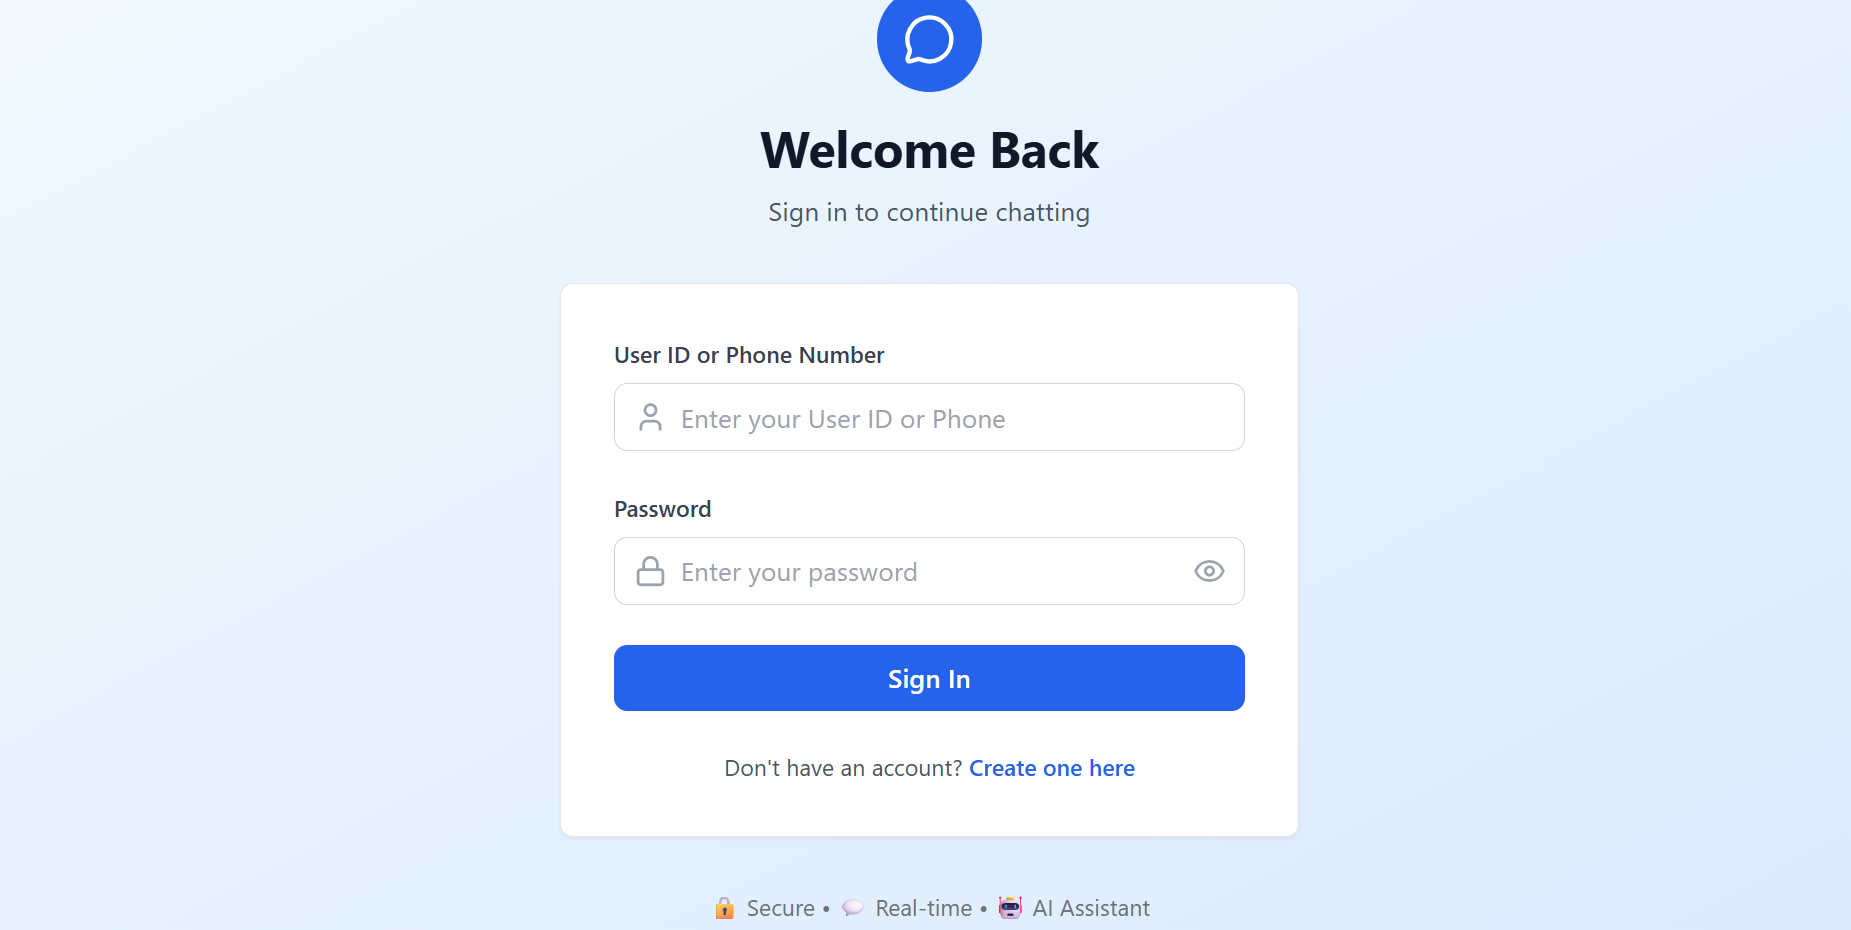 Welcome Back
Sign in to continue chatting
User ID or Phone Number
Enter your User ID or Phone
Password
Enter your password
Sign In
Don't have an account? Create one here
🔒 Secure • 💬 Real-time • 🤖 AI Assistant